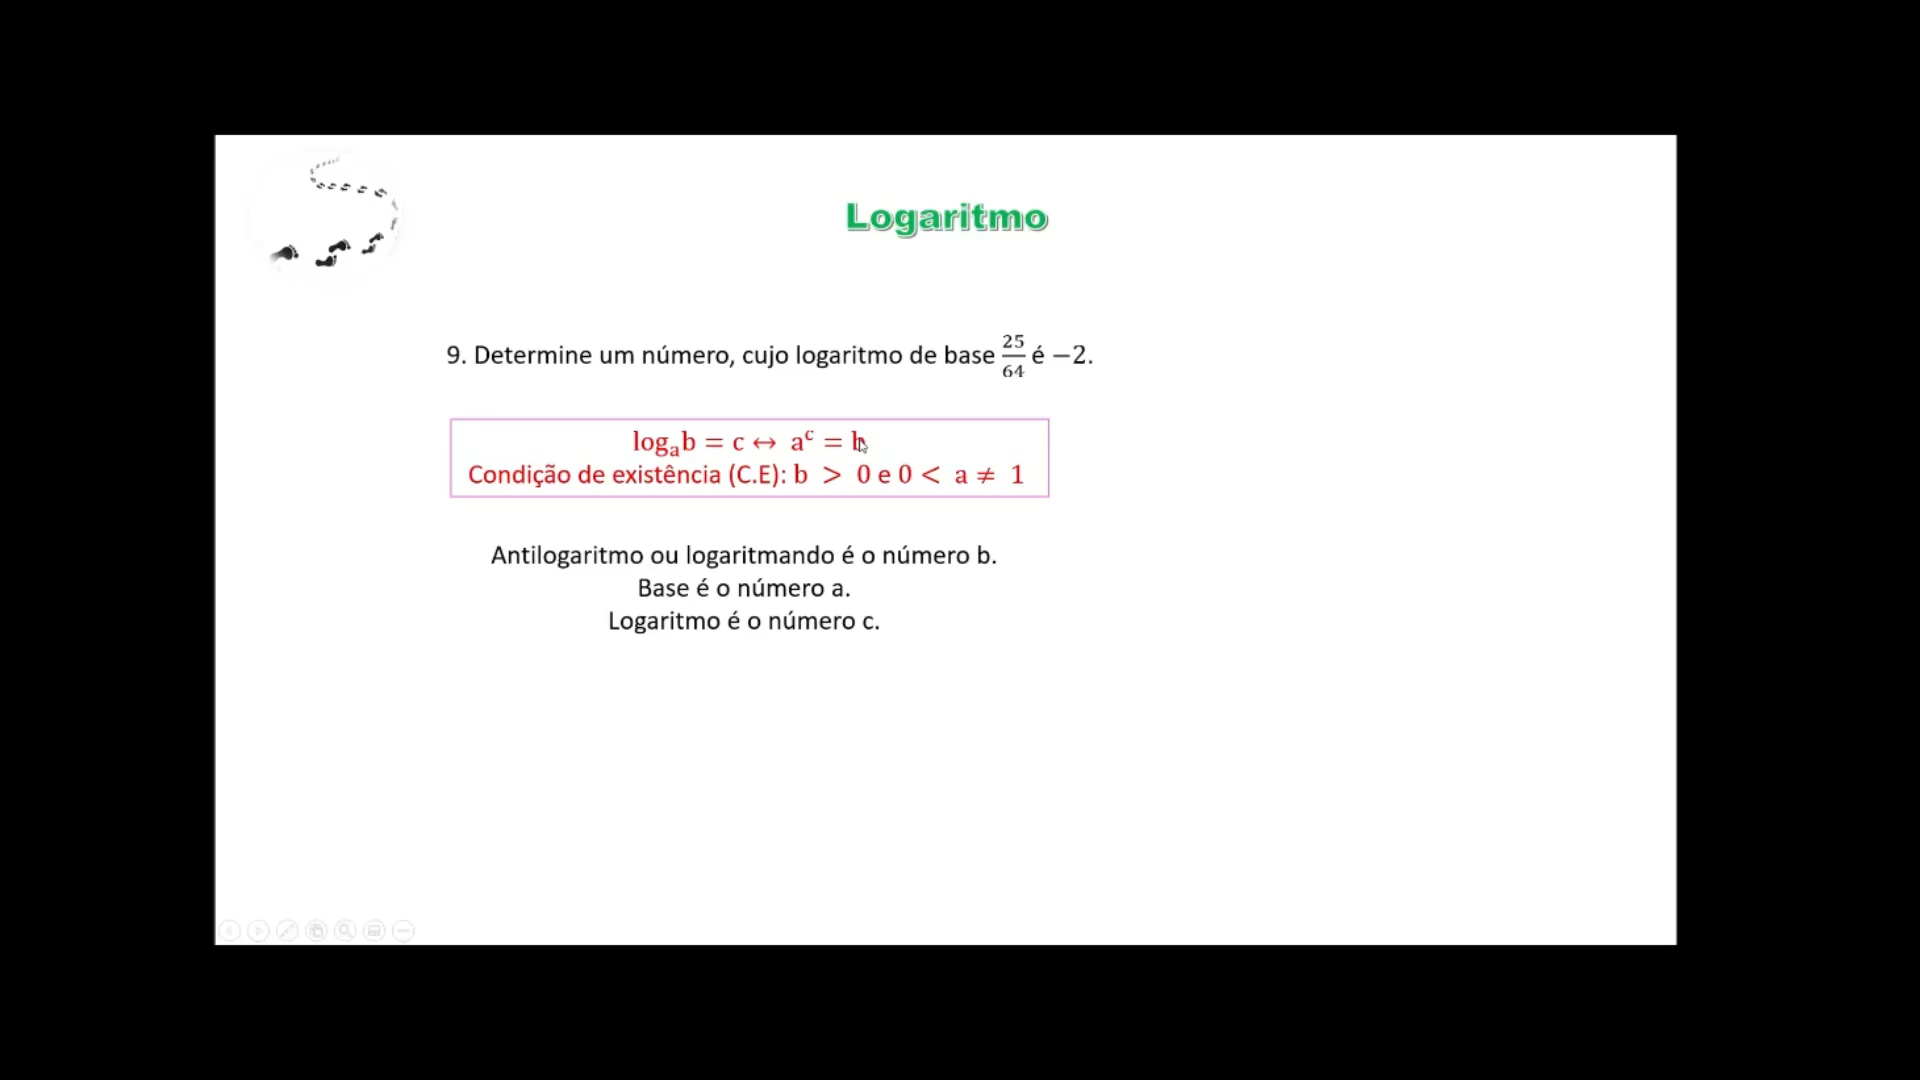 Logaritmo
9. Determine um número, cujo logaritmo de base 25/64 é −2.
logₐb = c ↔ aᶜ = b
Condição de existência (C.E): b > 0 e 0 < a ≠ 1
Antilogaritmo ou logaritmando é o número b.
Base é o número a.
Logaritmo é o número c.